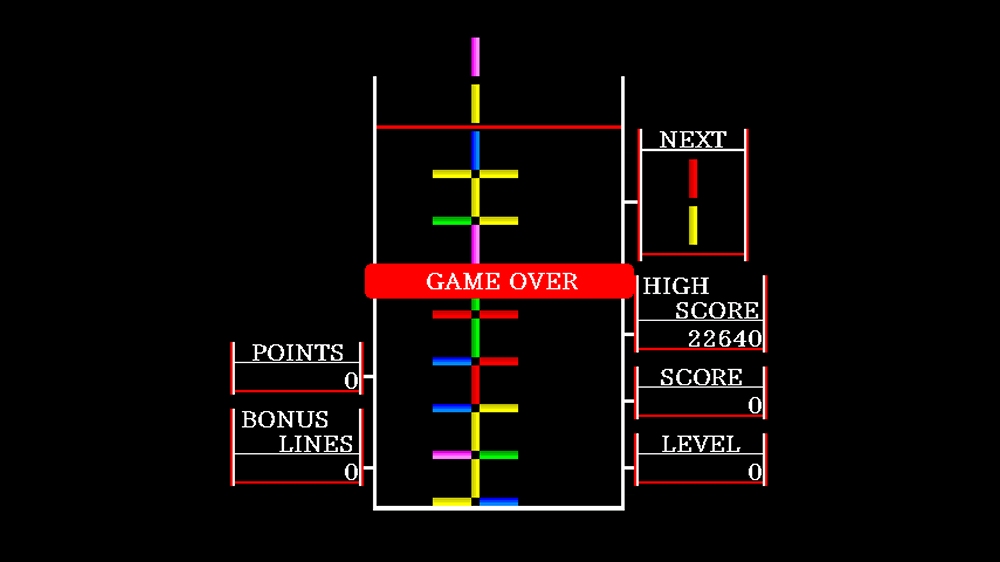 NEXT
GAME OVER
HIGH
SCORE
22640
POINTS
0
SCORE
0
BONUS
LINES
0
LEVEL
0